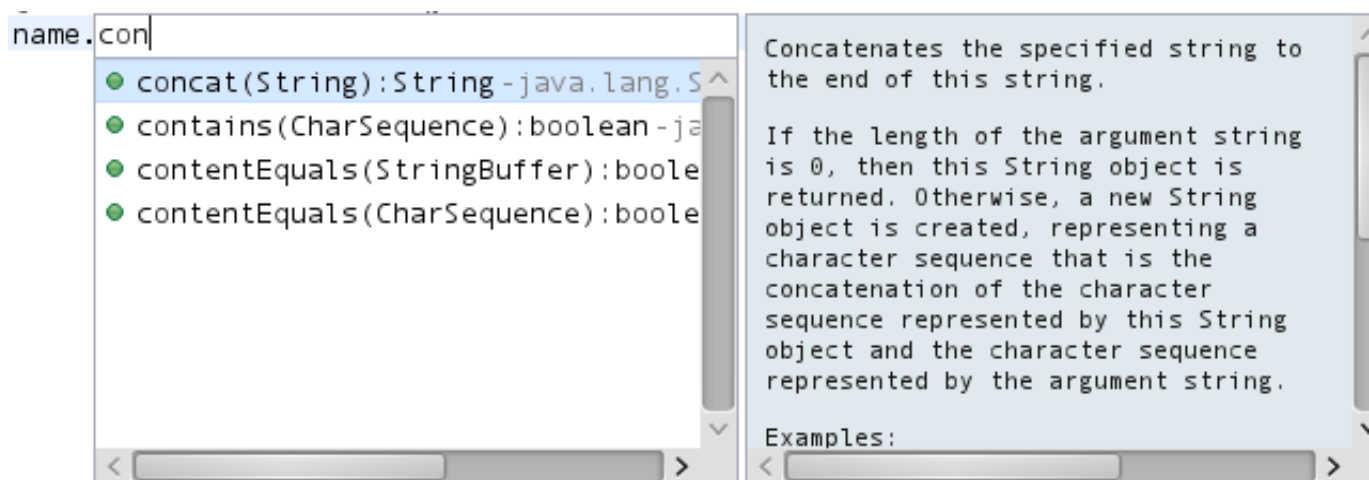 name.con
concat(String):String-java.lang.S
contains(CharSequence):boolean-ja
contentEquals(StringBuffer):boole
contentEquals(CharSequence):boole
Concatenates the specified string to
the end of this string.
If the length of the argument string
is 0, then this String object is
returned. Otherwise, a new String
object is created, representing a
character sequence that is the
concatenation of the character
sequence represented by this String
object and the character sequence
represented by the argument string.
Examples: